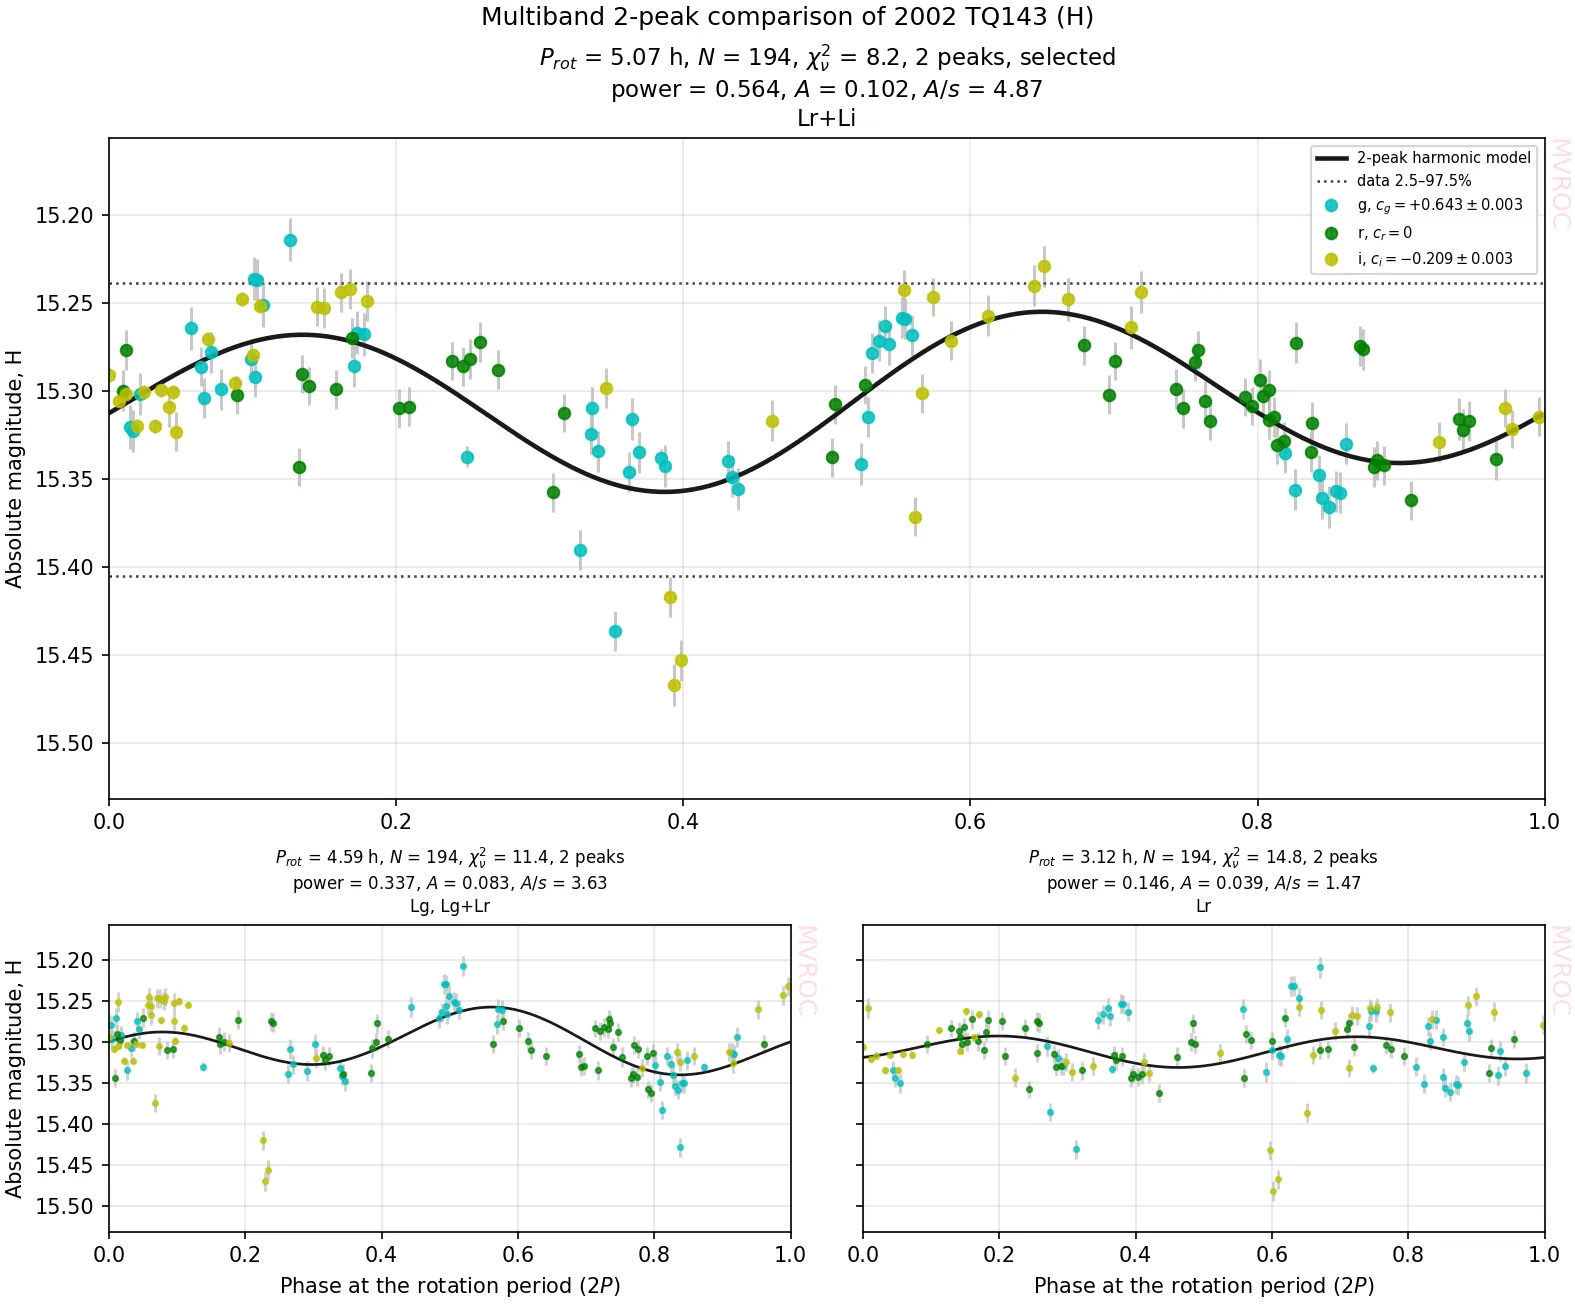 Multiband 2-peak comparison of 2002 TQ143 (H)
P_rot = 5.07 h, N = 194, χ²_ν = 8.2, 2 peaks, selected
power = 0.564, A = 0.102, A/s = 4.87
Lr+Li
2-peak harmonic model
data 2.5–97.5%
g, c_g = +0.643 ± 0.003
r, c_r = 0
i, c_i = −0.209 ± 0.003
MVROC
Absolute magnitude, H
15.20
15.25
15.30
15.35
15.40
15.45
15.50
0.0 0.2 0.4 0.6 0.8 1.0
P_rot = 4.59 h, N = 194, χ²_ν = 11.4, 2 peaks
power = 0.337, A = 0.083, A/s = 3.63
Lg, Lg+Lr
MVROC
Absolute magnitude, H
15.20
15.25
15.30
15.35
15.40
15.45
15.50
0.0 0.2 0.4 0.6 0.8 1.0
Phase at the rotation period (2P)
P_rot = 3.12 h, N = 194, χ²_ν = 14.8, 2 peaks
power = 0.146, A = 0.039, A/s = 1.47
Lr
MVROC
0.0 0.2 0.4 0.6 0.8 1.0
Phase at the rotation period (2P)